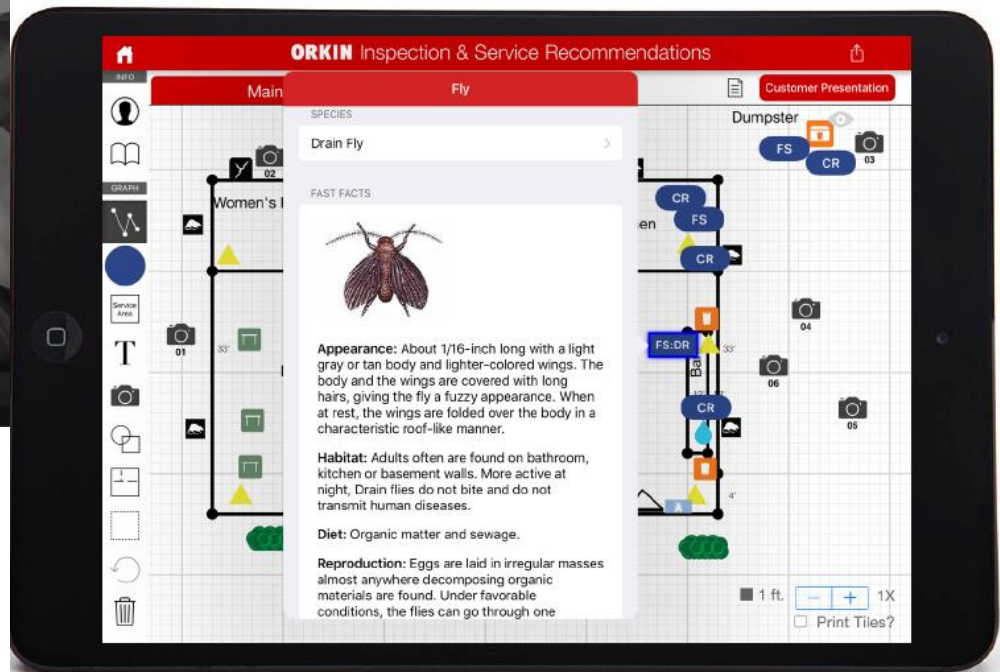 ORKIN Inspection & Service Recommendations
INFO
Main
Fly
Customer Presentation
SPECIES
Drain Fly
FAST FACTS
Appearance: About 1/16-inch long with a light
gray or tan body and lighter-colored wings. The
body and the wings are covered with long
hairs, giving the fly a fuzzy appearance. When
at rest, the wings are folded over the body in a
characteristic roof-like manner.
Habitat: Adults often are found on bathroom,
kitchen or basement walls. More active at
night, Drain flies do not bite and do not
transmit human diseases.
Diet: Organic matter and sewage.
Reproduction: Eggs are laid in irregular masses
almost anywhere decomposing organic
materials are found. Under favorable
conditions, the flies can go through one
GRAPH
Service
Area
T
02
Women's
01
33'
Dumpster
FS
CR
03
CR
FS
en
CR
04
FS:DR
33'
Ba
06
CR
05
A
4'
1 ft.
− + 1X
Print Tiles?